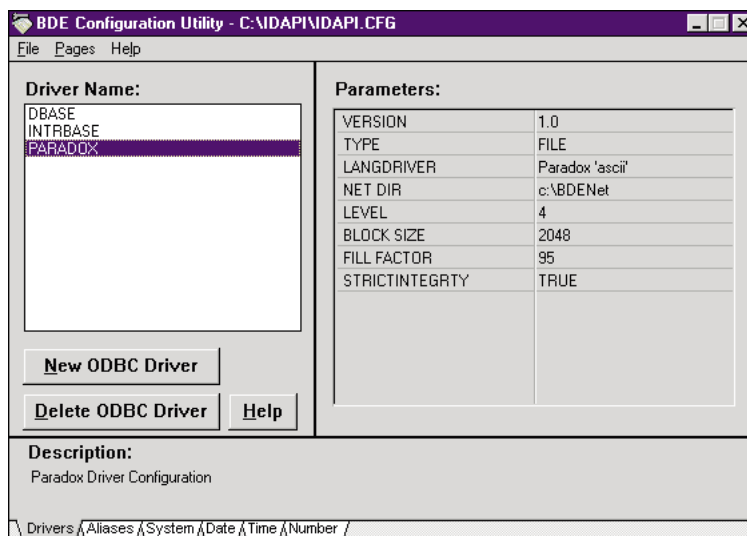 BDE Configuration Utility - C:\IDAPI\IDAPI.CFG
File Pages Help
Driver Name:
DBASE
INTRBASE
PARADOX
New ODBC Driver
Delete ODBC Driver
Help
Parameters:
VERSION 1.0
TYPE FILE
LANGDRIVER Paradox 'ascii'
NET DIR c:\BDENet
LEVEL 4
BLOCK SIZE 2048
FILL FACTOR 95
STRICTINTEGRTY TRUE
Description:
Paradox Driver Configuration
Drivers Aliases System Date Time Number